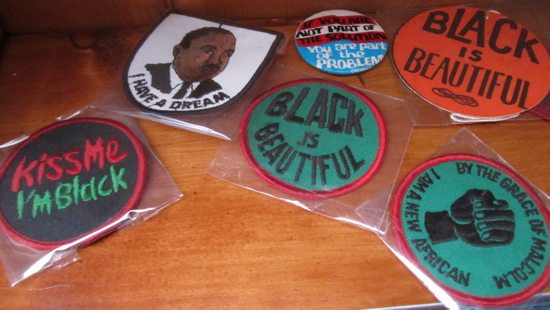 I HAVE A DREAM
IF YOU ARE
NOT PART OF
THE SOLUTION
You are part
of the
PROBLEM
BLACK
is
BEAUTIFUL
Kiss Me
I'm Black
BLACK
is
BEAUTIFUL
BY THE GRACE OF MALCOLM
I AM A NEW AFRICAN